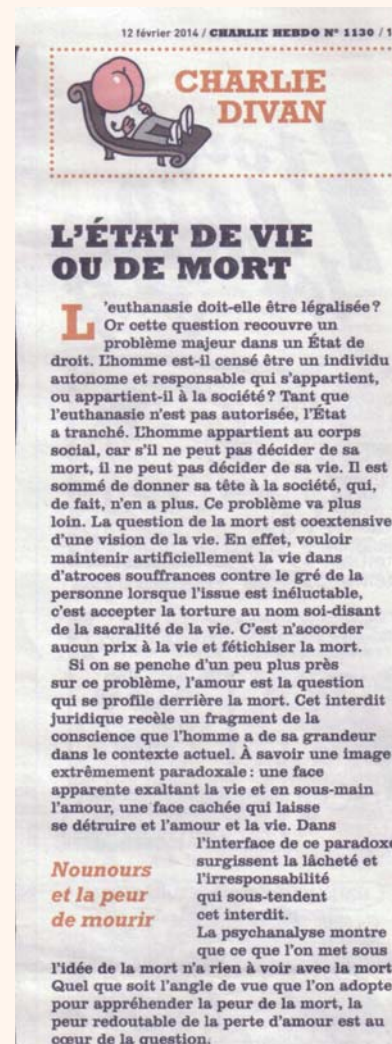 12 février 2014 / CHARLIE HEBDO N° 1130 / 1
CHARLIE
DIVAN
L'ÉTAT DE VIE
OU DE MORT
L'euthanasie doit-elle être légalisée ?
Or cette question recouvre un
problème majeur dans un État de
droit. L'homme est-il censé être un individu
autonome et responsable qui s'appartient,
ou appartient-il à la société ? Tant que
l'euthanasie n'est pas autorisée, l'État
a tranché. L'homme appartient au corps
social, car s'il ne peut pas décider de sa
mort, il ne peut pas décider de sa vie. Il est
sommé de donner sa tête à la société, qui,
de fait, n'en a plus. Ce problème va plus
loin. La question de la mort est coextensive
d'une vision de la vie. En effet, vouloir
maintenir artificiellement la vie dans
d'atroces souffrances contre le gré de la
personne lorsque l'issue est inéluctable,
c'est accepter la torture au nom soi-disant
de la sacralité de la vie. C'est n'accorder
aucun prix à la vie et fétichiser la mort.
Si on se penche d'un peu plus près
sur ce problème, l'amour est la question
qui se profile derrière la mort. Cet interdit
juridique recèle un fragment de la
conscience que l'homme a de sa grandeur
dans le contexte actuel. À savoir une image
extrêmement paradoxale : une face
apparente exaltant la vie et en sous-main
l'amour, une face cachée qui laisse
se détruire et l'amour et la vie. Dans
l'interface de ce paradoxe
surgissent la lâcheté et
l'irresponsabilité
qui sous-tendent
cet interdit.
La psychanalyse montre
que ce que l'on met sous
Nounours
et la peur
de mourir
l'idée de la mort n'a rien à voir avec la mort
Quel que soit l'angle de vue que l'on adopte
pour appréhender la peur de la mort, la
peur redoutable de la perte d'amour est au
cœur de la question.